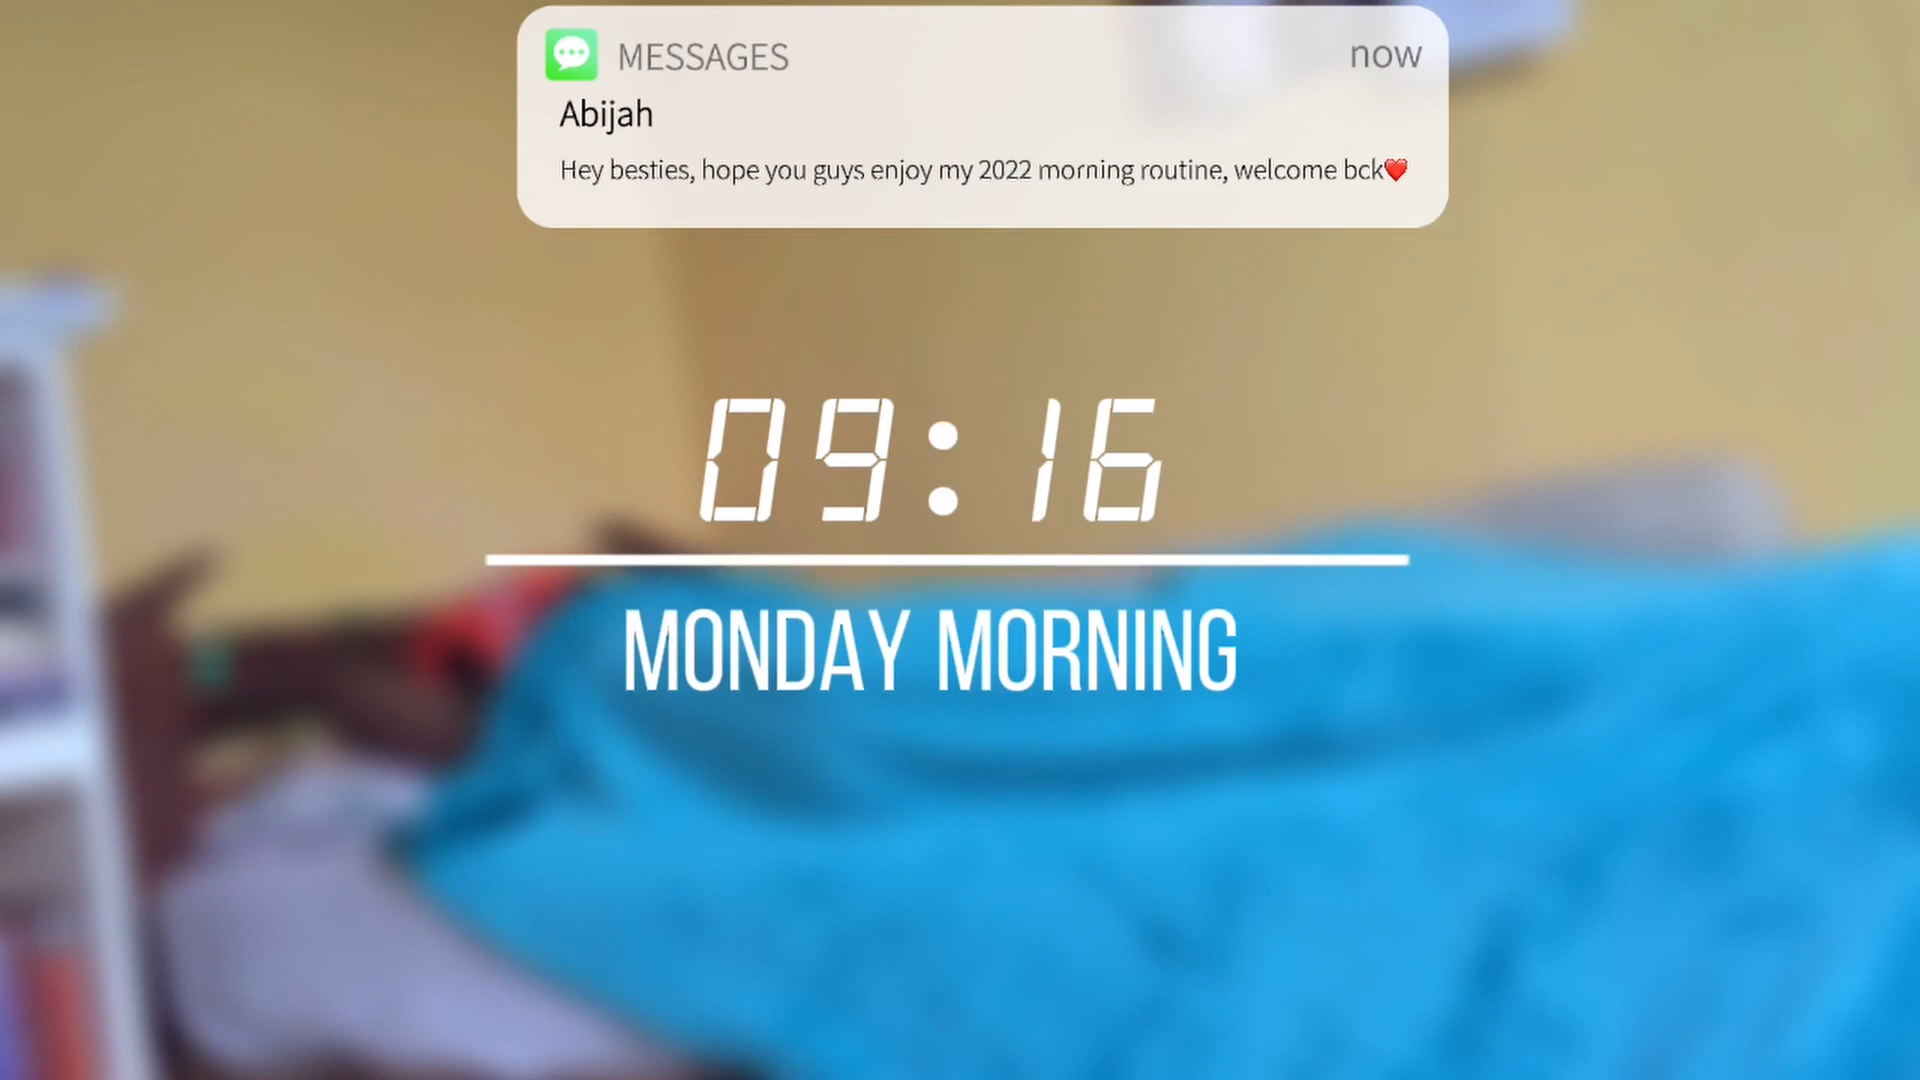 MESSAGES now
Abijah
Hey besties, hope you guys enjoy my 2022 morning routine, welcome bck❤️
09:16
MONDAY MORNING